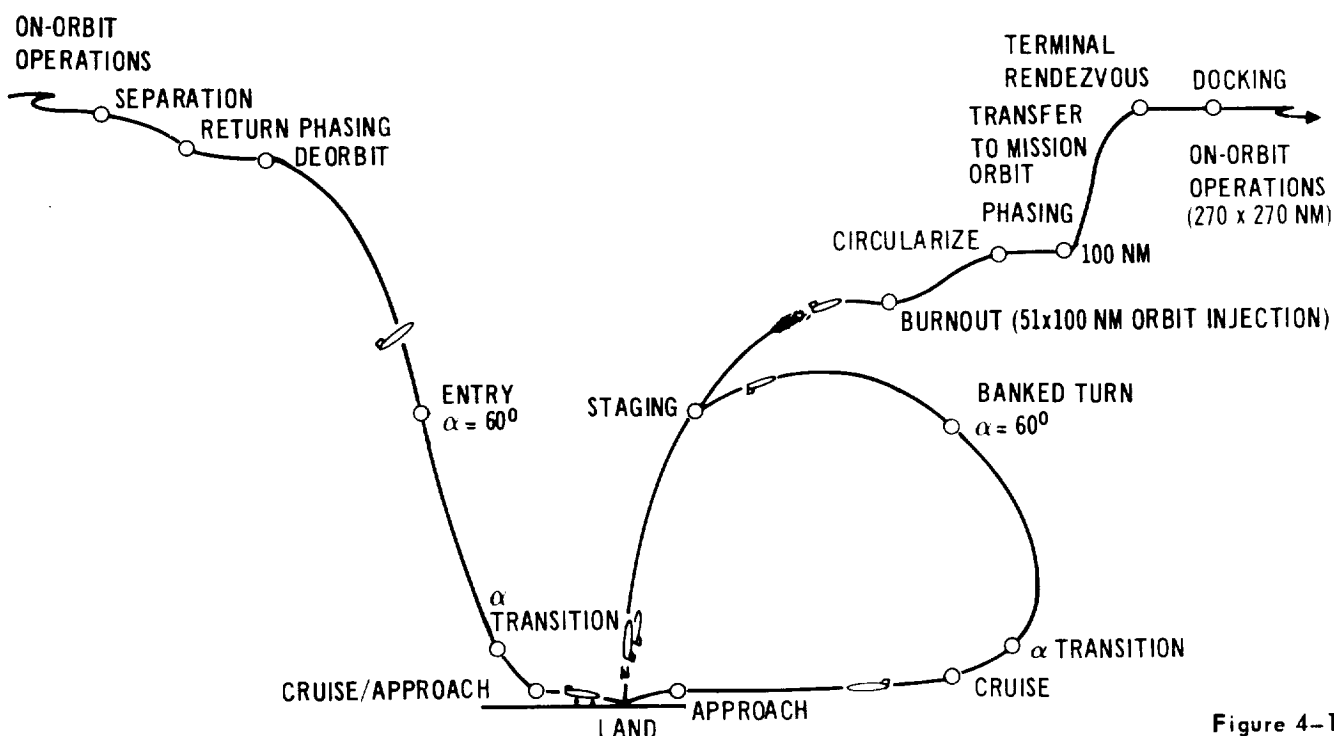 ON-ORBIT
OPERATIONS
SEPARATION
RETURN PHASING
DEORBIT
ENTRY
α = 60⁰
α
TRANSITION
CRUISE/APPROACH
LAND
APPROACH
CRUISE
α TRANSITION
BANKED TURN
α = 60⁰
STAGING
BURNOUT (51x100 NM ORBIT INJECTION)
CIRCULARIZE
PHASING
100 NM
TRANSFER
TO MISSION
ORBIT
TERMINAL
RENDEZVOUS
DOCKING
ON-ORBIT
OPERATIONS
(270 x 270 NM)
Figure 4-1